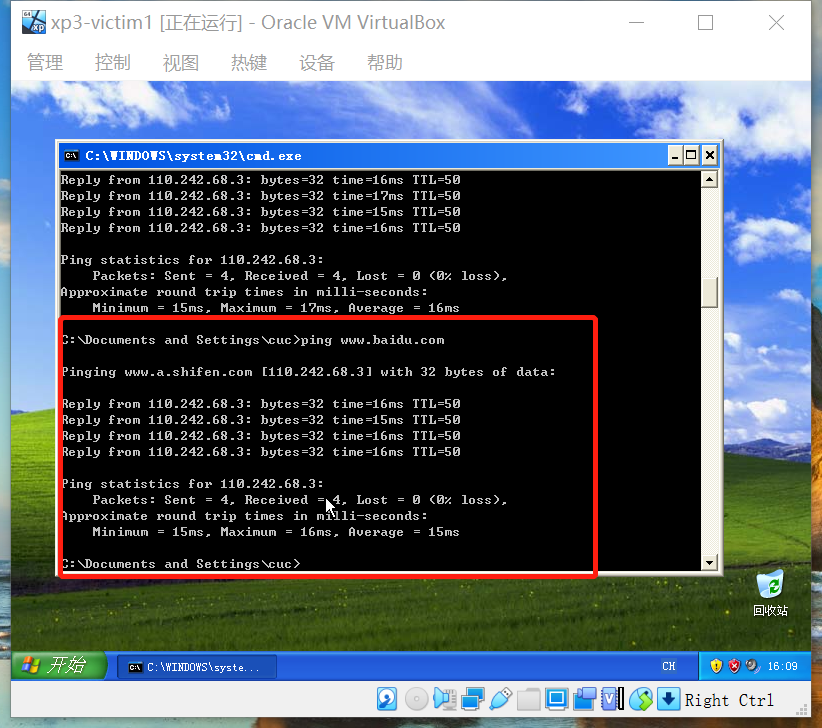 xp3-victim1 [正在运行] - Oracle VM VirtualBox
管理 控制 视图 热键 设备 帮助
C:\WINDOWS\system32\cmd.exe
Reply from 110.242.68.3: bytes=32 time=16ms TTL=50
Reply from 110.242.68.3: bytes=32 time=17ms TTL=50
Reply from 110.242.68.3: bytes=32 time=15ms TTL=50
Reply from 110.242.68.3: bytes=32 time=16ms TTL=50
Ping statistics for 110.242.68.3:
Packets: Sent = 4, Received = 4, Lost = 0 (0% loss),
Approximate round trip times in milli-seconds:
Minimum = 15ms, Maximum = 17ms, Average = 16ms
C:\Documents and Settings\cuc>ping www.baidu.com
Pinging www.a.shifen.com [110.242.68.3] with 32 bytes of data:
Reply from 110.242.68.3: bytes=32 time=16ms TTL=50
Reply from 110.242.68.3: bytes=32 time=15ms TTL=50
Reply from 110.242.68.3: bytes=32 time=16ms TTL=50
Reply from 110.242.68.3: bytes=32 time=16ms TTL=50
Ping statistics for 110.242.68.3:
Packets: Sent = 4, Received = 4, Lost = 0 (0% loss),
Approximate round trip times in milli-seconds:
Minimum = 15ms, Maximum = 16ms, Average = 15ms
C:\Documents and Settings\cuc>
回收站
开始 C:\WINDOWS\syste... CH 16:09
Right Ctrl